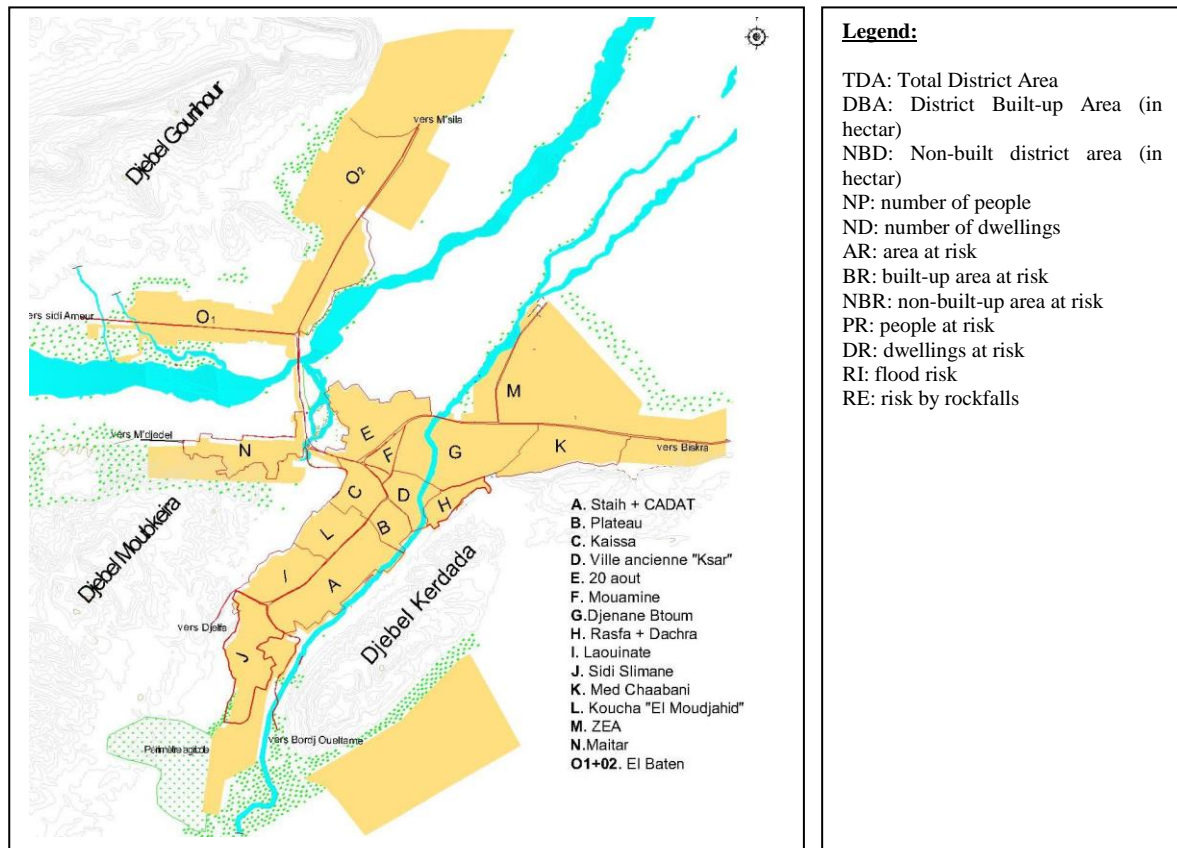 Djebel Gourihour
vers M'sila
O2
vers sidi Ameur
O1
M
vers M'djedel
N
E
F
G
K
vers Biskra
C
D
H
B
L
I
A
Djebel Moubkeira
Djebel Kerdada
vers Djelfa
J
vers Bordj Ouellame
Périmètre agricole
A. Staih + CADAT
B. Plateau
C. Kaissa
D. Ville ancienne "Ksar"
E. 20 aout
F. Mouamine
G. Djenane Btoum
H. Rasfa + Dachra
I. Laouinate
J. Sidi Slimane
K. Med Chaabani
L. Koucha "El Moudjahid"
M. ZEA
N.Maitar
O1+02. El Baten
Legend:
TDA: Total District Area
DBA: District Built-up Area (in
hectar)
NBD: Non-built district area (in
hectar)
NP: number of people
ND: number of dwellings
AR: area at risk
BR: built-up area at risk
NBR: non-built-up area at risk
PR: people at risk
DR: dwellings at risk
RI: flood risk
RE: risk by rockfalls